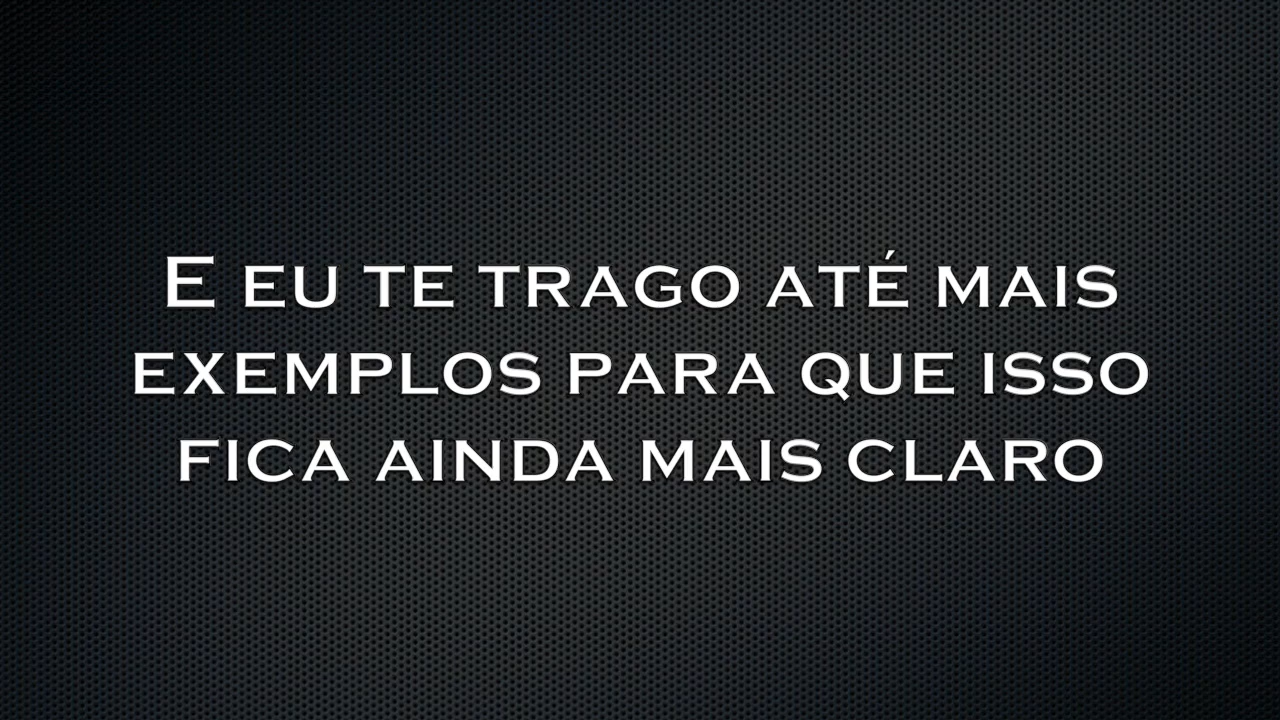 E EU TE TRAGO ATÉ MAIS
EXEMPLOS PARA QUE ISSO
FICA AINDA MAIS CLARO